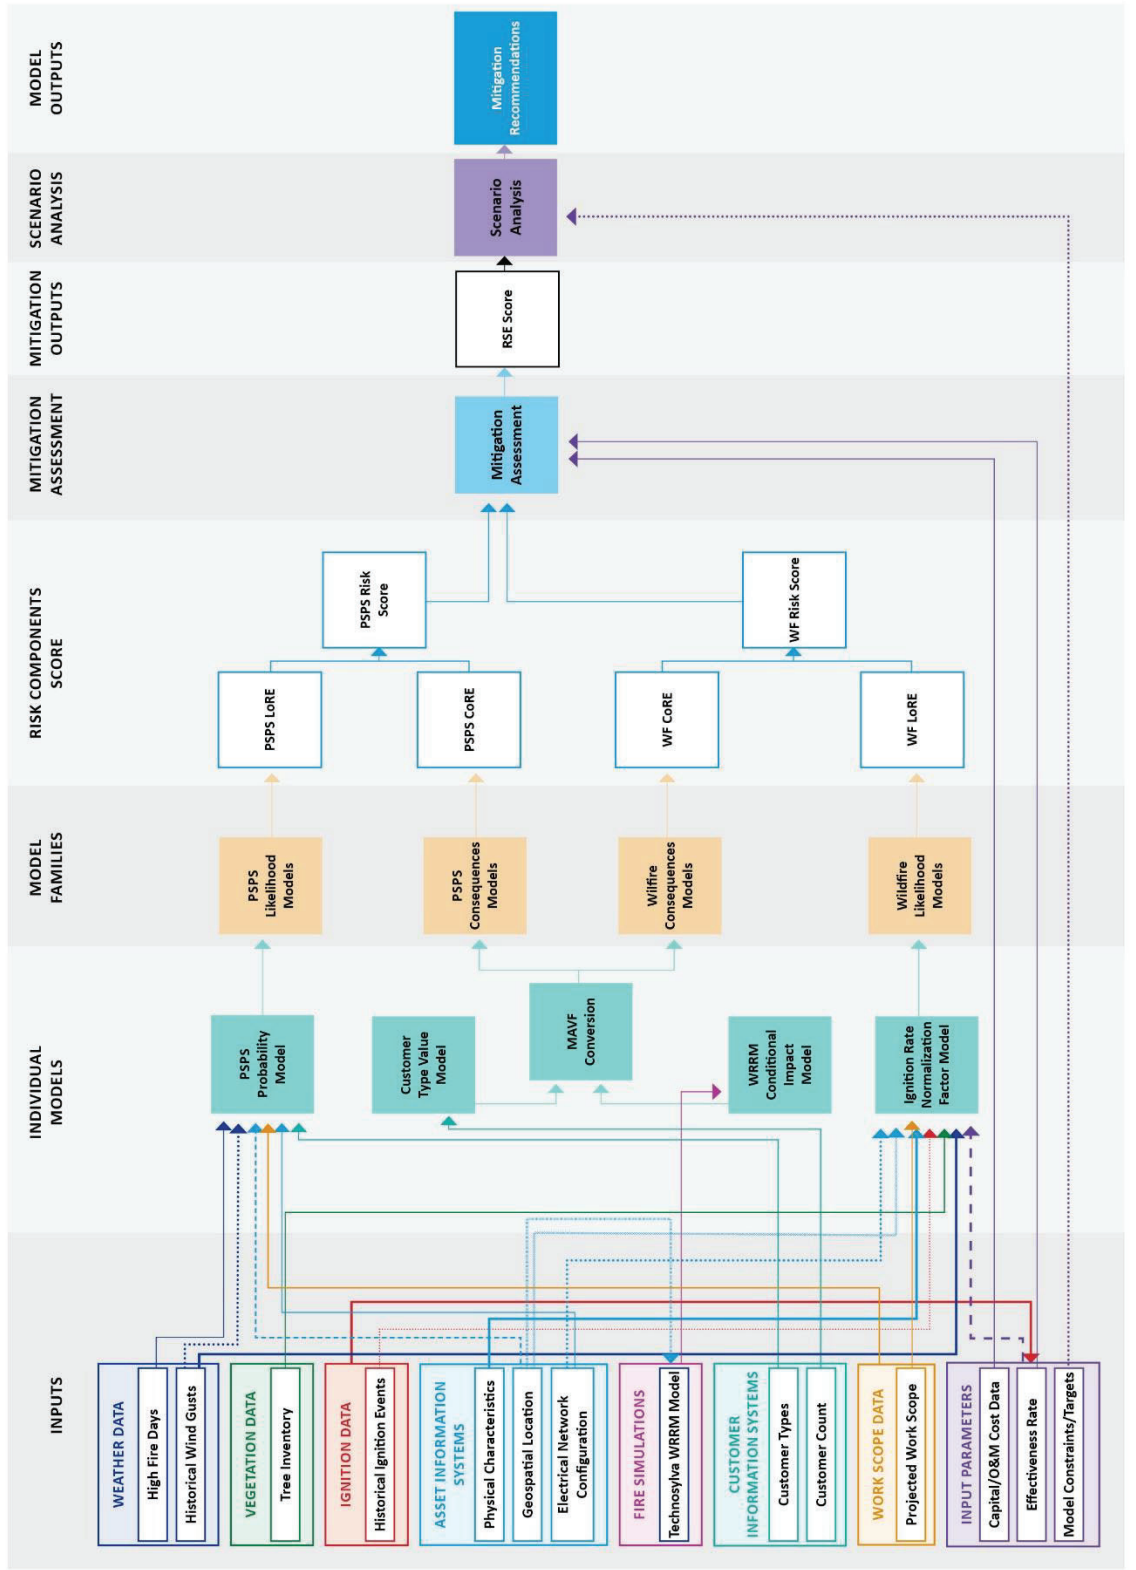 INPUTS
INDIVIDUAL
MODELS
MODEL
FAMILIES
RISK COMPONENTS
SCORE
MITIGATION
ASSESSMENT
MITIGATION
OUTPUTS
SCENARIO
ANALYSIS
MODEL
OUTPUTS
WEATHER DATA
High Fire Days
Historical Wind Gusts
VEGETATION DATA
Tree Inventory
IGNITION DATA
Historical Ignition Events
ASSET INFORMATION
SYSTEMS
Physical Characteristics
Geospatial Location
Electrical Network
Configuration
FIRE SIMULATIONS
Technosylva WRRM Model
CUSTOMER
INFORMATION SYSTEMS
Customer Types
Customer Count
WORK SCOPE DATA
Projected Work Scope
INPUT PARAMETERS
Capital/O&M Cost Data
Effectiveness Rate
Model Constraints/Targets
PSPS
Probability
Model
Customer
Type Value
Model
MAVF
Conversion
WRRM
Conditional
Impact
Model
Ignition Rate
Normalization
Factor Model
PSPS
Likelihood
Models
PSPS
Consequences
Models
Wilfire
Consequences
Models
Wildfire
Likelihood
Models
PSPS LoRE
PSPS CoRE
WF CoRE
WF LoRE
PSPS Risk
Score
WF Risk Score
Mitigation
Assessment
RSE Score
Scenario
Analysis
Mitigation
Recommendations